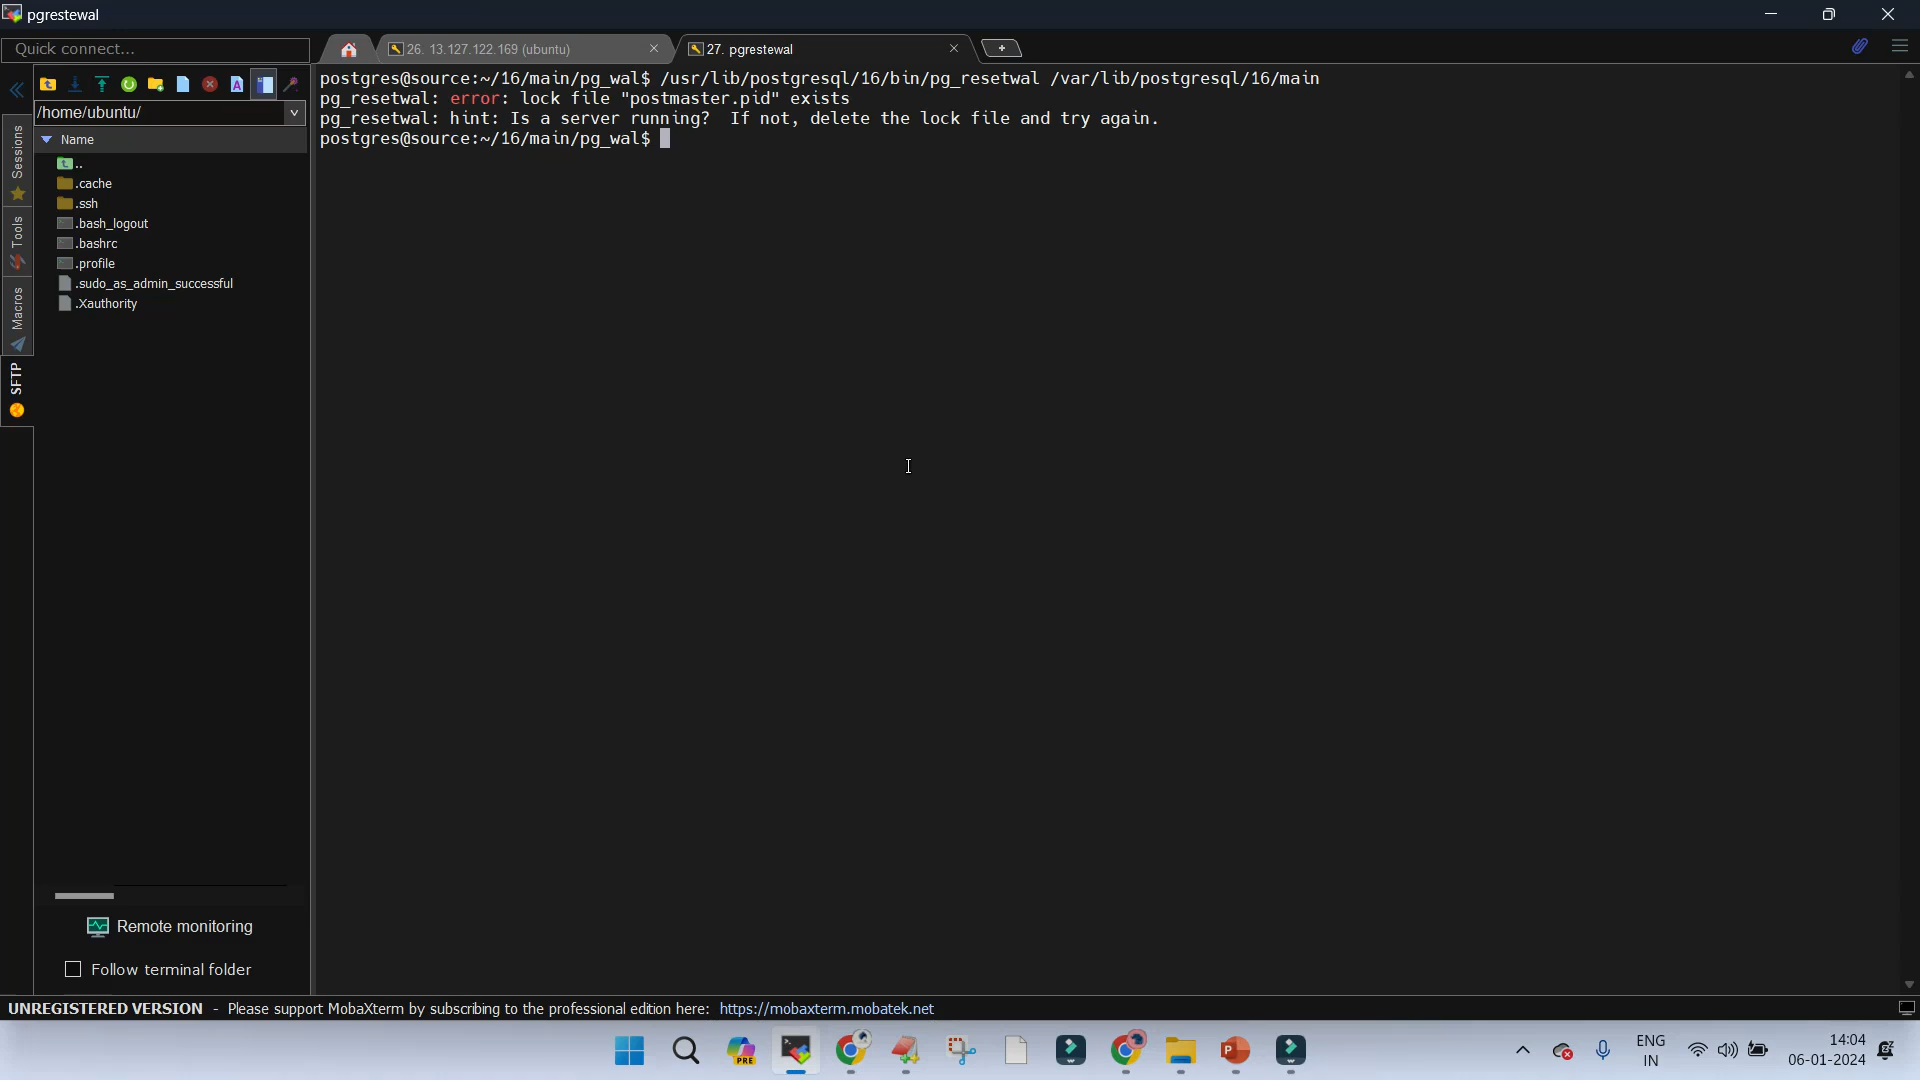 pgrestewal
Quick connect...
26. 13.127.122.169 (ubuntu)
27. pgrestewal
/home/ubuntu/
Name
..
.cache
.ssh
.bash_logout
.bashrc
.profile
.sudo_as_admin_successful
.Xauthority
Sessions
Tools
Macros
SFTP
postgres@source:~/16/main/pg_wal$ /usr/lib/postgresql/16/bin/pg_resetwal /var/lib/postgresql/16/main
pg_resetwal: error: lock file "postmaster.pid" exists
pg_resetwal: hint: Is a server running?  If not, delete the lock file and try again.
postgres@source:~/16/main/pg_wal$
Remote monitoring
Follow terminal folder
UNREGISTERED VERSION - Please support MobaXterm by subscribing to the professional edition here: https://mobaxterm.mobatek.net
PRE
ENG
IN
14:04
06-01-2024